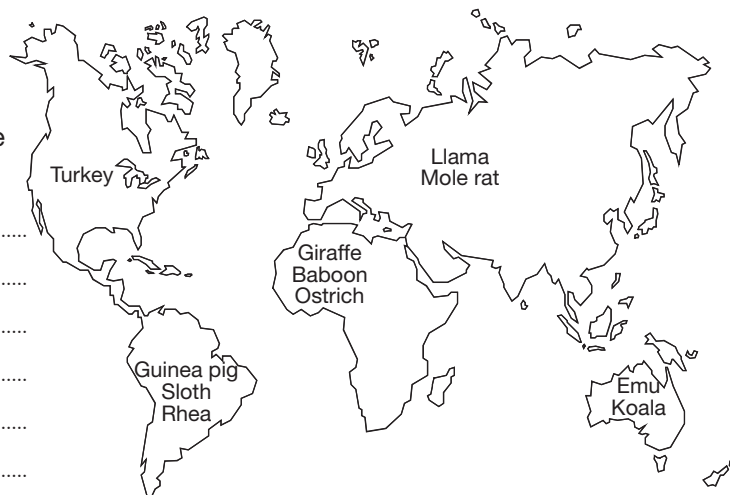 e
Turkey
Llama
Mole rat
Giraffe
Baboon
Ostrich
Guinea pig
Sloth
Rhea
Emu
Koala
.....
.....
.....
.....
.....
.....